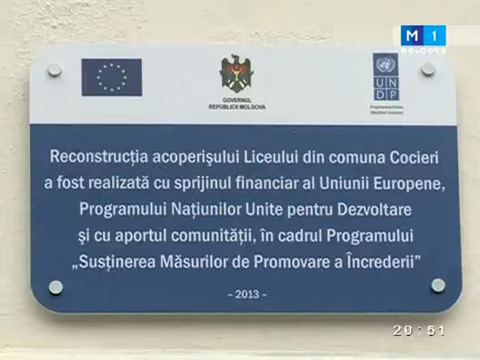 M 1
MOLDOVA
GUVERNUL
REPUBLICII MOLDOVA
U N
D P
Reconstrucția acoperișului Liceului din comuna Cocieri
a fost realizată cu sprijinul financiar al Uniunii Europene,
Programului Națiunilor Unite pentru Dezvoltare
și cu aportul comunității, în cadrul Programului
„Susținerea Măsurilor de Promovare a Încrederii”
– 2013 –
20:51